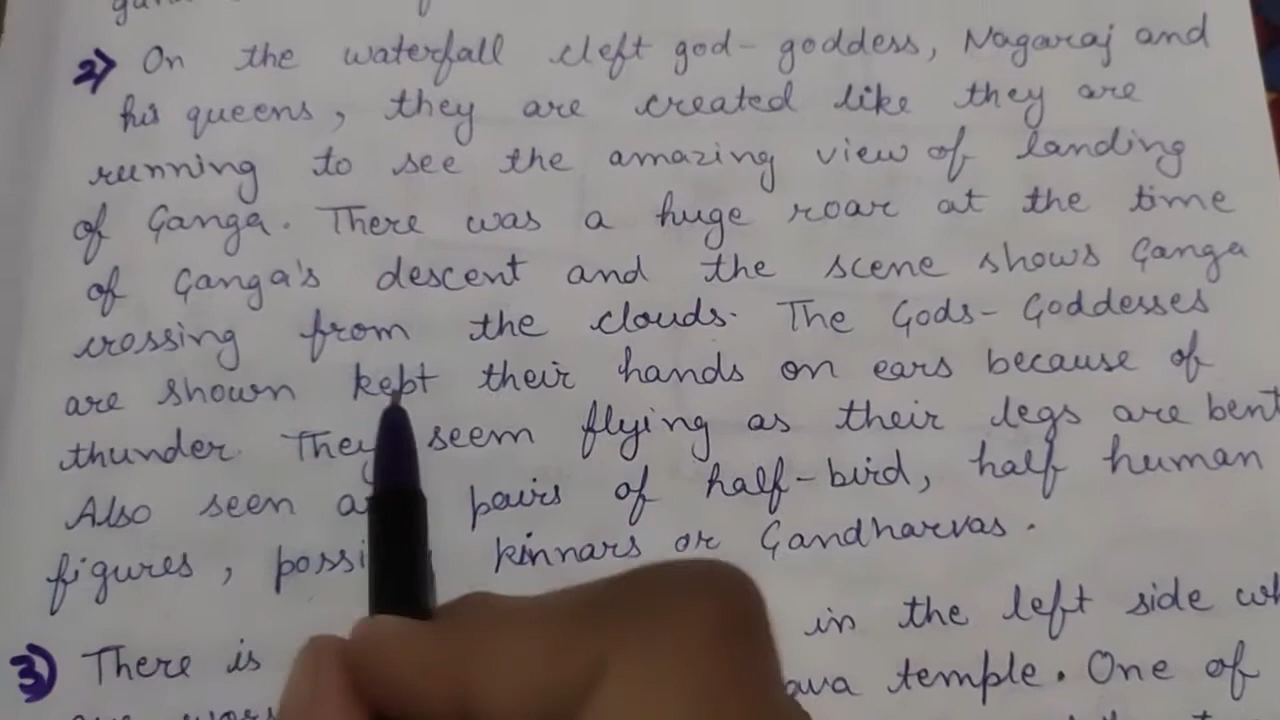 2) On the waterfall cleft god-goddess, Nagaraj and
his queens, they are created like they are
running to see the amazing view of landing
of Ganga. There was a huge roar at the time
of Ganga's descent and the scene shows Ganga
crossing from the clouds. The Gods-Goddesses
are shown kept their hands on ears because of
thunder. They seem flying as their legs are bent
Also seen a pairs of half-bird, half human
figures, possi kinnars or Gandharvas.
3) There is in the left side wh
ava temple. One of